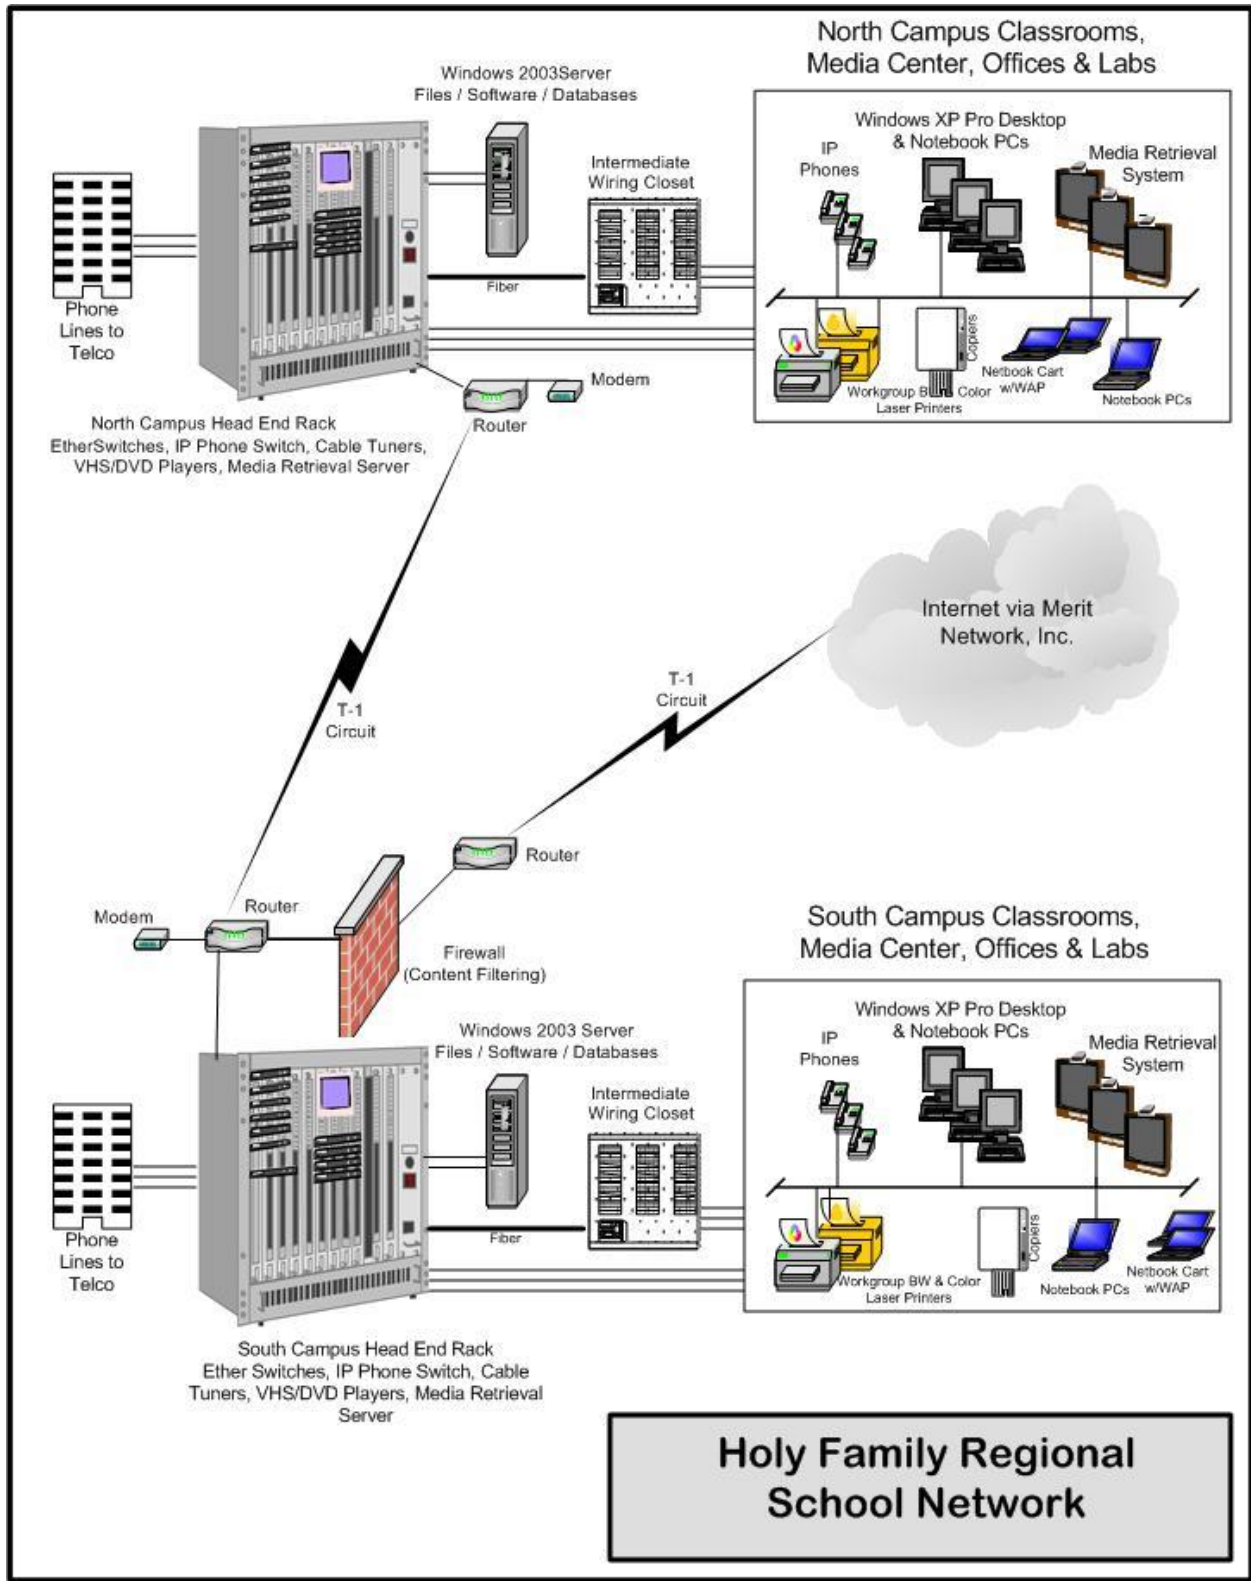 North Campus Classrooms,
Media Center, Offices & Labs
Windows 2003Server
Files / Software / Databases
Windows XP Pro Desktop
& Notebook PCs
IP
Phones
Media Retrieval
System
Intermediate
Wiring Closet
Fiber
Phone
Lines to
Telco
Copiers
Netbook Cart
w/WAP
Notebook PCs
Workgroup B Color
Laser Printers
Modem
Router
North Campus Head End Rack
EtherSwitches, IP Phone Switch, Cable Tuners,
VHS/DVD Players, Media Retrieval Server
Internet via Merit
Network, Inc.
T-1
Circuit
T-1
Circuit
Router
Modem
Router
Firewall
(Content Filtering)
South Campus Classrooms,
Media Center, Offices & Labs
Windows 2003 Server
Files / Software / Databases
Windows XP Pro Desktop
& Notebook PCs
IP
Phones
Media Retrieval
System
Intermediate
Wiring Closet
Fiber
Phone
Lines to
Telco
Copiers
Workgroup BW & Color
Laser Printers
Notebook PCs
Netbook Cart
w/WAP
South Campus Head End Rack
Ether Switches, IP Phone Switch, Cable
Tuners, VHS/DVD Players, Media Retrieval
Server
Holy Family Regional
School Network